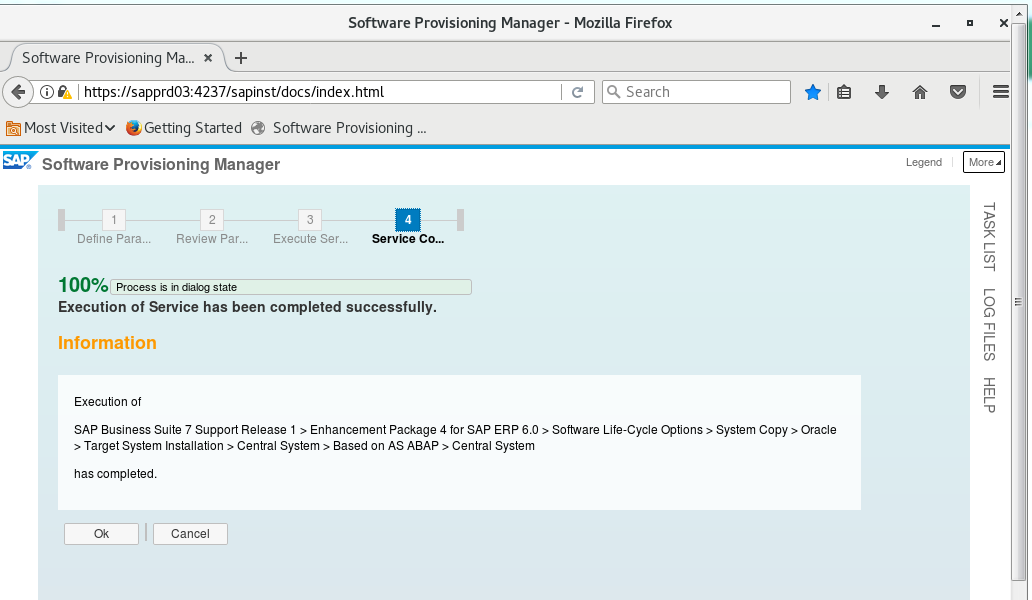 Software Provisioning Manager - Mozilla Firefox
Software Provisioning Ma...
https://sapprd03:4237/sapinst/docs/index.html
Search
Most Visited
Getting Started
Software Provisioning ...
SAP
Software Provisioning Manager
Legend
More
1
2
3
4
Define Para...
Review Par...
Execute Ser...
Service Co...
TASK LIST
LOG FILES
HELP
100%
Process is in dialog state
Execution of Service has been completed successfully.
Information
Execution of
SAP Business Suite 7 Support Release 1 > Enhancement Package 4 for SAP ERP 6.0 > Software Life-Cycle Options > System Copy > Oracle
> Target System Installation > Central System > Based on AS ABAP > Central System
has completed.
Ok
Cancel